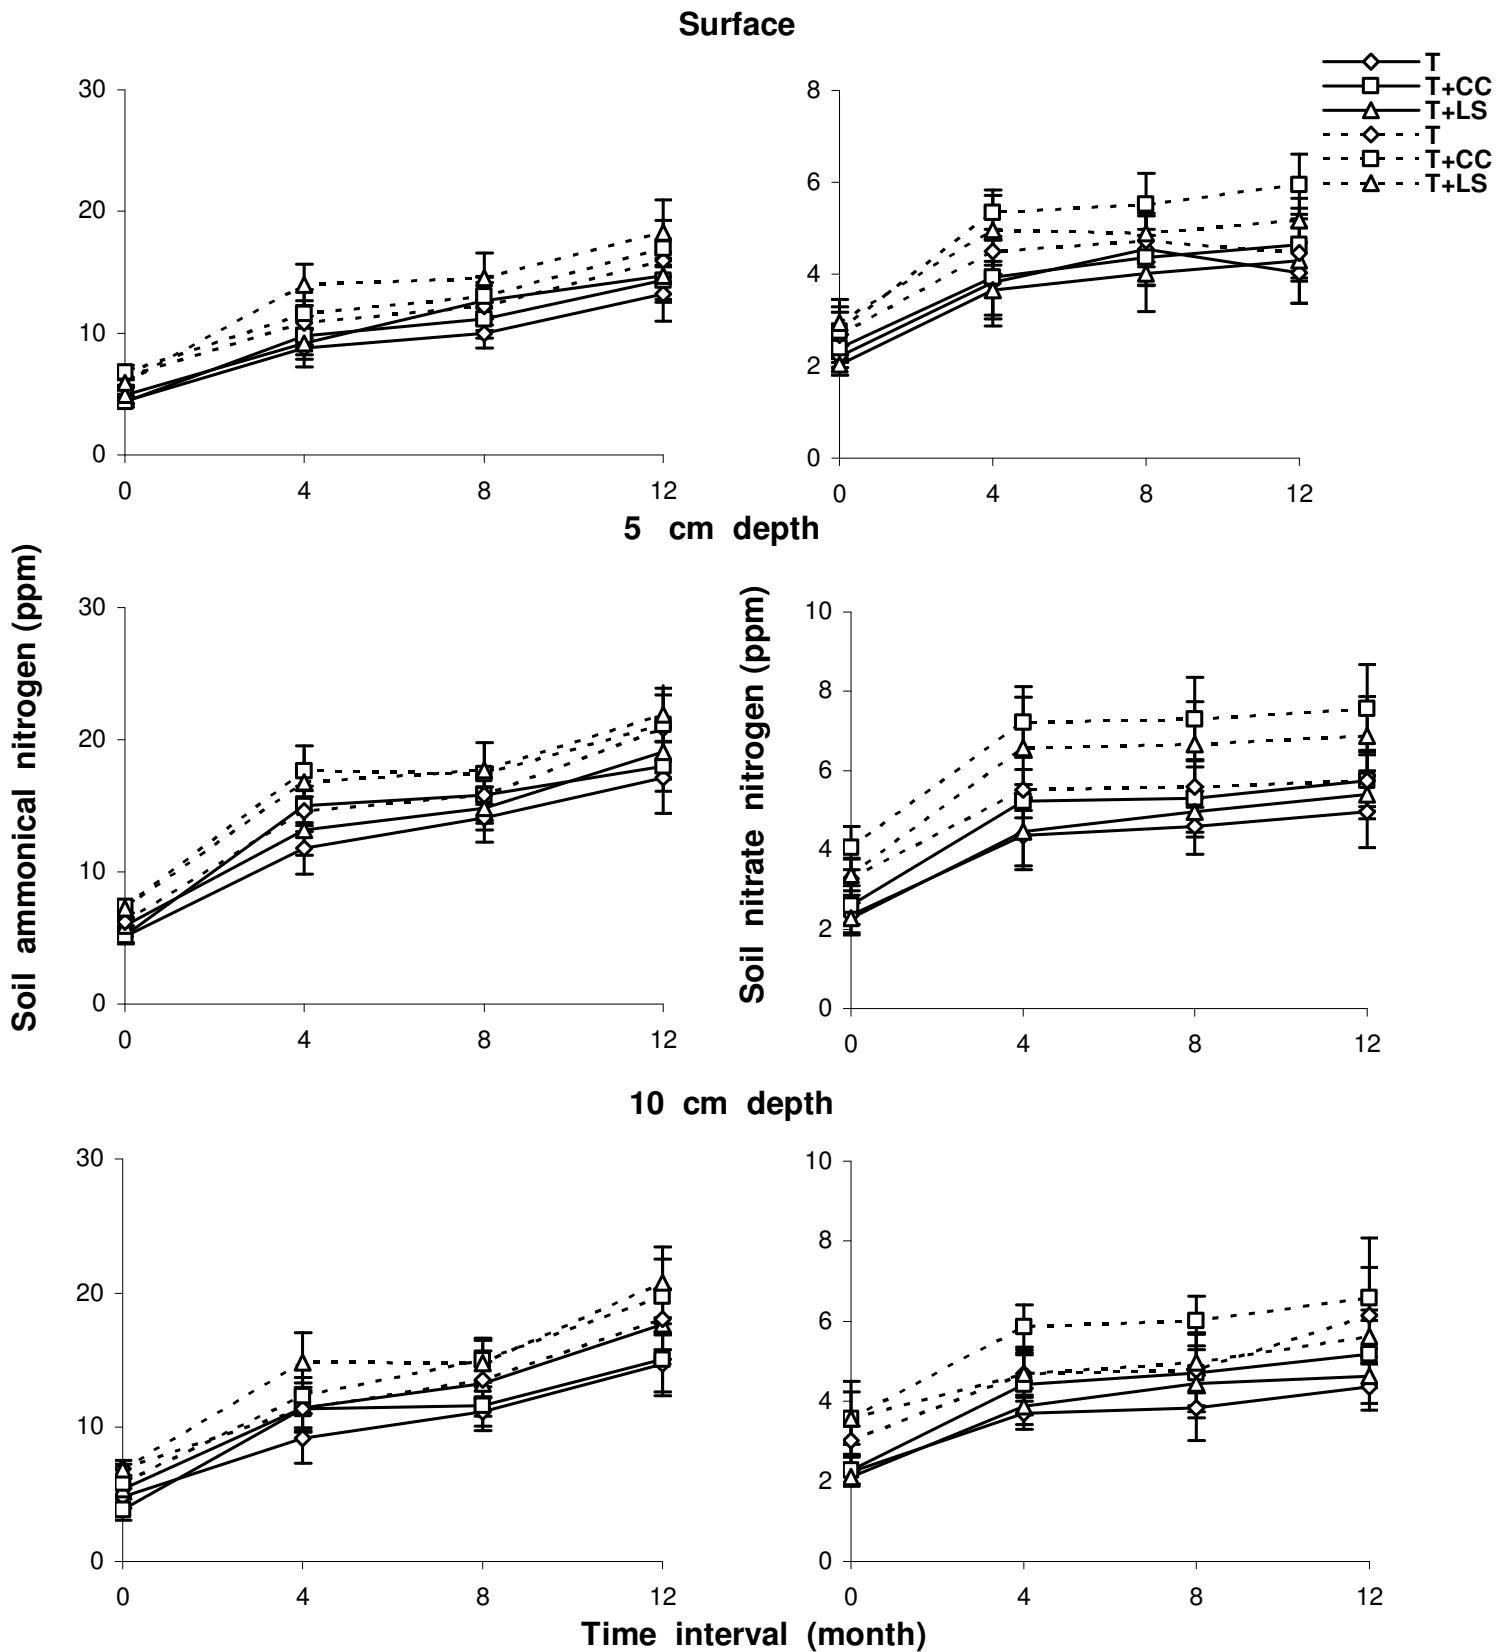 Surface
30
20
10
0
0 4 8 12
8
6
4
2
0
0 4 8 12
T
T+CC
T+LS
T
T+CC
T+LS
5 cm depth
Soil ammonical nitrogen (ppm)
30
20
10
0
0 4 8 12
Soil nitrate nitrogen (ppm)
10
8
6
4
2
0
0 4 8 12
10 cm depth
30
20
10
0
0 4 8 12
10
8
6
4
2
0
0 4 8 12
Time interval (month)